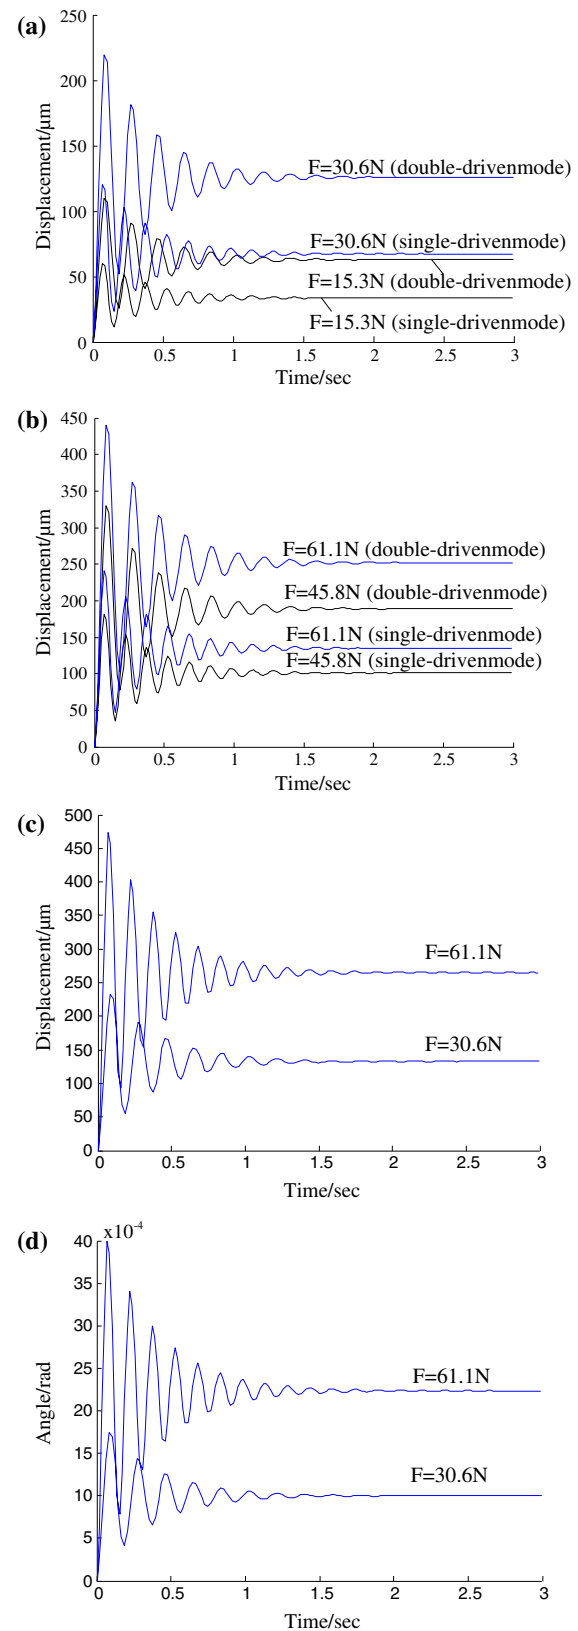 (a)
250
200
150
100
50
0
Displacement/μm
F=30.6N (double-drivenmode)
F=30.6N (single-drivenmode)
F=15.3N (double-drivenmode)
F=15.3N (single-drivenmode)
0 0.5 1 1.5 2 2.5 3
Time/sec
(b)
450
400
350
300
250
200
150
100
50
0
Displacement/μm
F=61.1N (double-drivenmode)
F=45.8N (double-drivenmode)
F=61.1N (single-drivenmode)
F=45.8N (single-drivenmode)
0 0.5 1 1.5 2 2.5 3
Time/sec
(c)
500
450
400
350
300
250
200
150
100
50
0
Displacement/μm
F=61.1N
F=30.6N
0 0.5 1 1.5 2 2.5 3
Time/sec
(d)
x10-4
40
35
30
25
20
15
10
5
0
Angle/rad
F=61.1N
F=30.6N
0 0.5 1 1.5 2 2.5 3
Time/sec